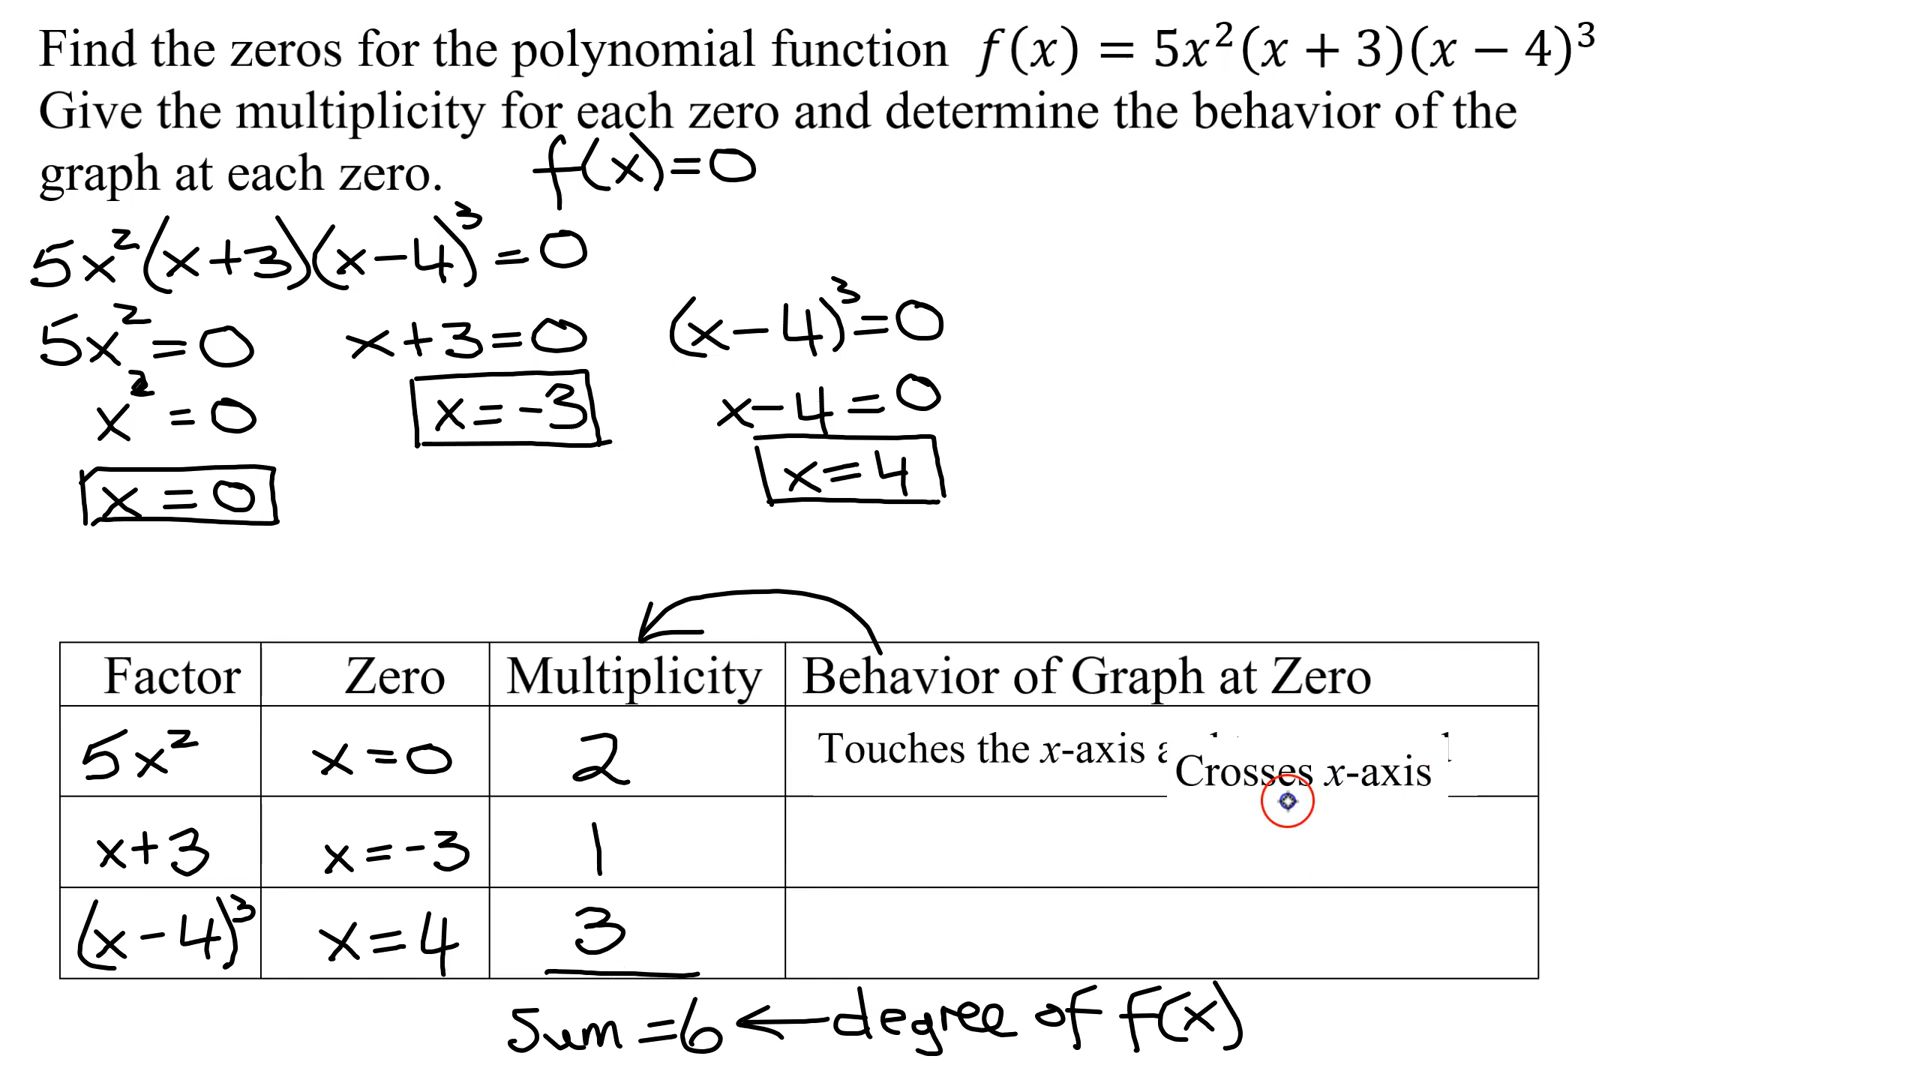 Find the zeros for the polynomial function f(x) = 5x²(x + 3)(x − 4)³
Give the multiplicity for each zero and determine the behavior of the
graph at each zero. f(x)=0
5x²(x+3)(x-4)³=0
5x²=0 x+3=0 (x-4)³=0
x²=0 x=-3 x-4=0
x=0 x=4
Factor Zero Multiplicity Behavior of Graph at Zero
5x² x=0 2 Touches the x-axis Crosses x-axis
x+3 x=-3 1
(x-4)³ x=4 3
Sum=6 ← degree of f(x)